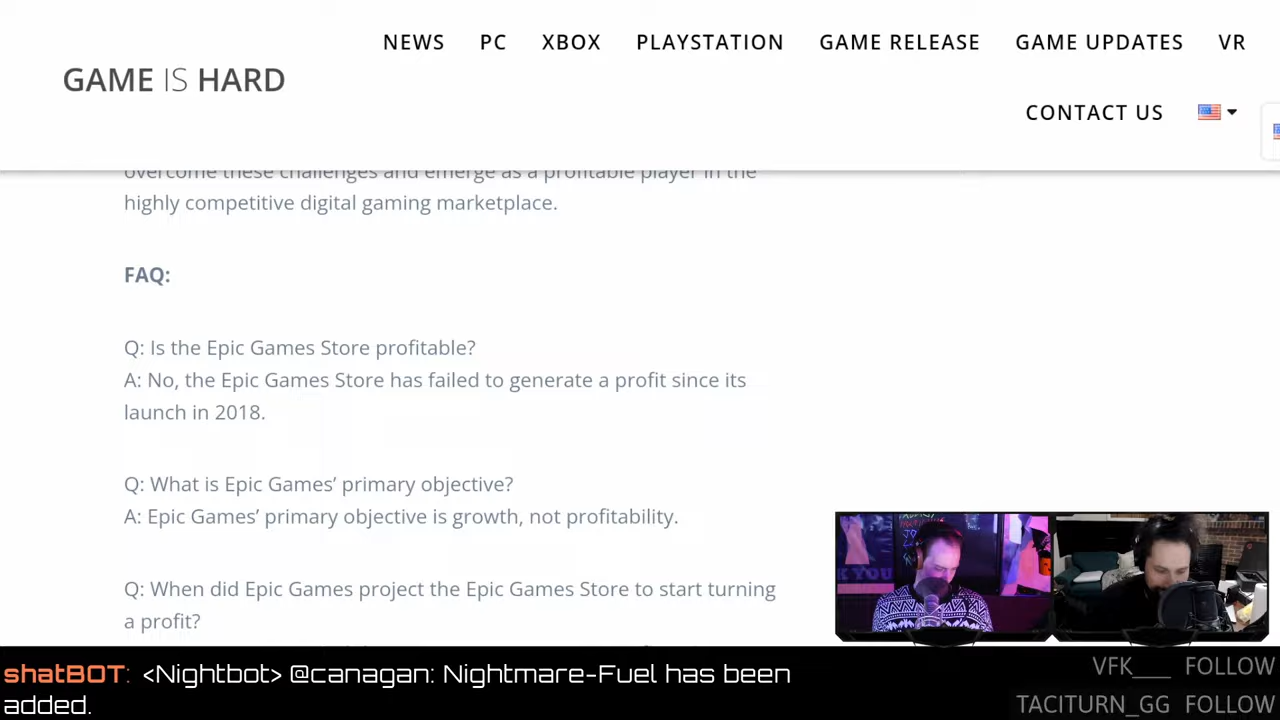 NEWS PC XBOX PLAYSTATION GAME RELEASE GAME UPDATES VR
GAME IS HARD
CONTACT US
overcome these challenges and emerge as a profitable player in the
highly competitive digital gaming marketplace.
FAQ:
Q: Is the Epic Games Store profitable?
A: No, the Epic Games Store has failed to generate a profit since its
launch in 2018.
Q: What is Epic Games’ primary objective?
A: Epic Games’ primary objective is growth, not profitability.
Q: When did Epic Games project the Epic Games Store to start turning
a profit?
shatBOT: <Nightbot> @canagan: Nightmare-Fuel has been
added.
VFK____ FOLLOW
TACITURN_GG FOLLOW